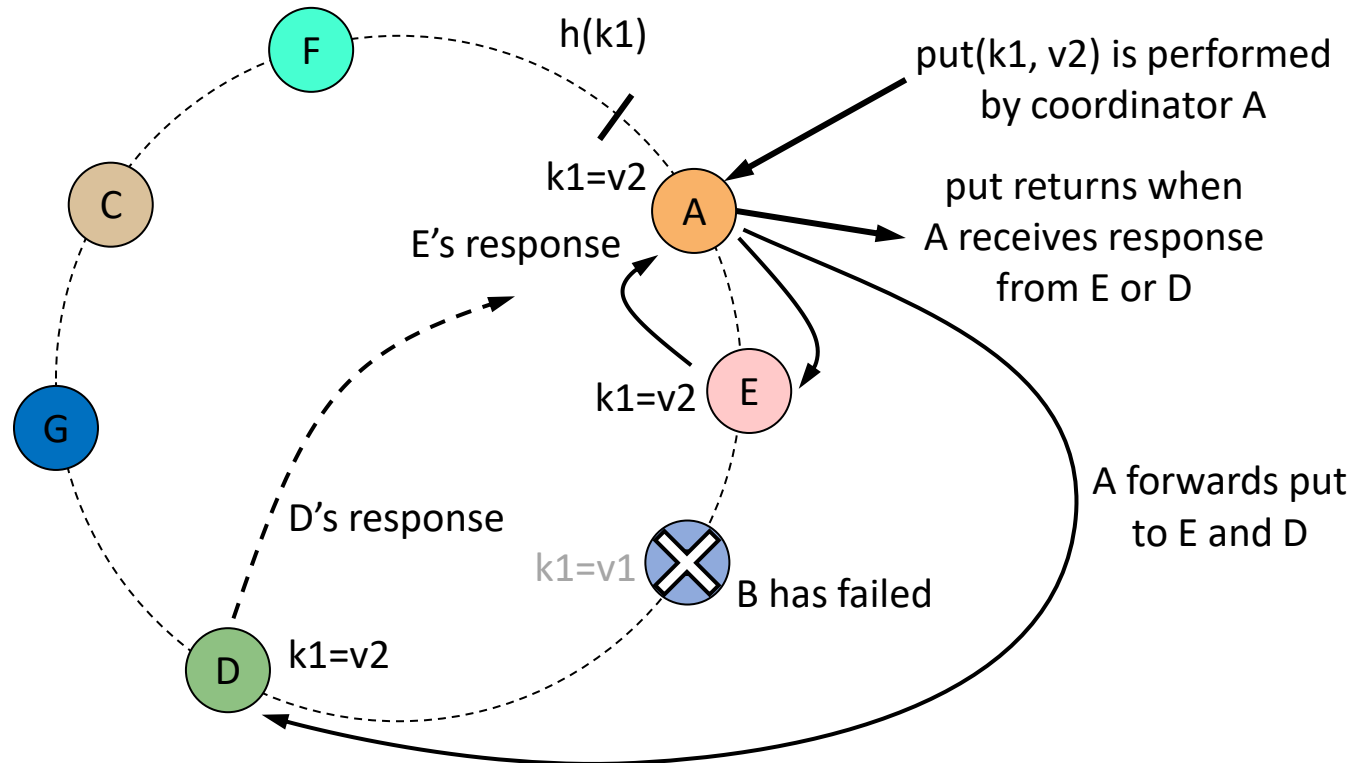 F
h(k1)
put(k1, v2) is performed
by coordinator A
C
k1=v2
A
put returns when
A receives response
from E or D
E’s response
k1=v2
E
G
A forwards put
to E and D
D’s response
k1=v1
B has failed
D
k1=v2